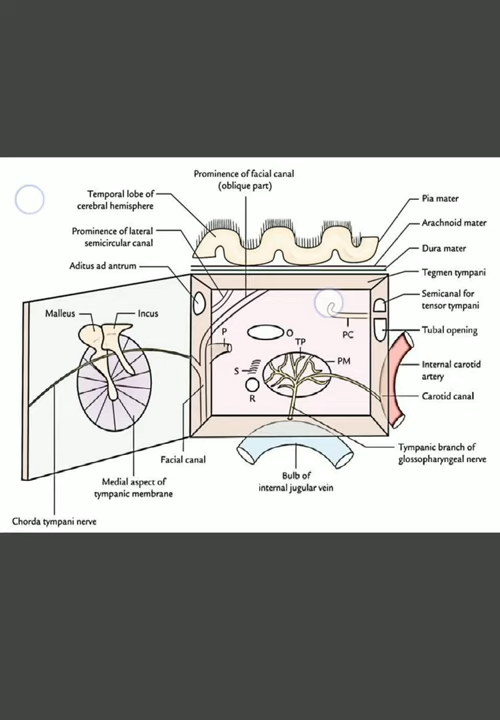 Prominence of facial canal
(oblique part)
Temporal lobe of
cerebral hemisphere
Pia mater
Arachnoid mater
Prominence of lateral
semicircular canal
Dura mater
Aditus ad antrum
Tegmen tympani
Semicanal for
tensor tympani
Malleus
Incus
P
O
PC
Tubal opening
TP
S
PM
Internal carotid
artery
R
Carotid canal
Facial canal
Tympanic branch of
glossopharyngeal nerve
Medial aspect of
tympanic membrane
Bulb of
internal jugular vein
Chorda tympani nerve